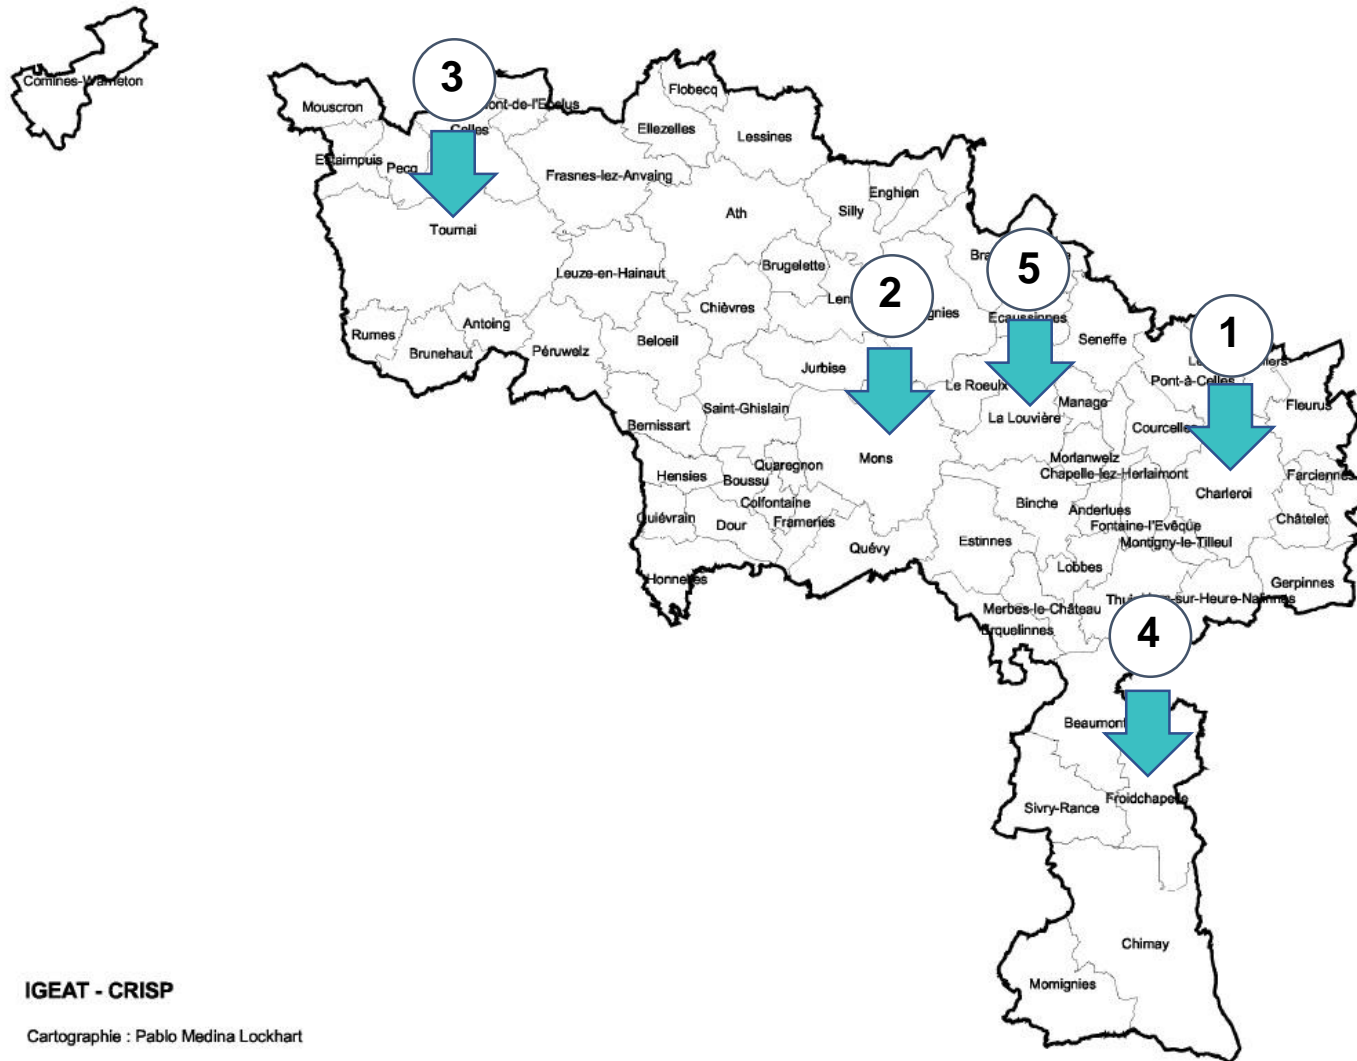 Comines-Warneton
3
Flobecq
Mouscron
Ellezelles
Lessines
Celles
Estaimpuis
Pecq
Frasnes-lez-Anvaing
Enghien
Silly
Ath
Tournai
5
2
Brugelette
Leuze-en-Hainaut
Chièvres
Ecaussinnes
1
Antoing
Rumes
Brunehaut
Péruwelz
Beloeil
Seneffe
Jurbise
Le Roeulx
Pont-à-Celles
Manage
Fleurus
Saint-Ghislain
La Louvière
Courcelles
Bernissart
Mons
Morlanwelz
Quaregnon
Hensies
Boussu
Chapelle-lez-Herlaimont
Farciennes
Charleroi
Colfontaine
Binche
Anderlues
Quiévrain
Dour
Frameries
Fontaine-l'Evêque
Châtelet
Estinnes
Montigny-le-Tilleul
Quévy
Lobbes
Honnelles
Gerpinnes
Merbes-le-Château
sur-Heure-Nalinnes
Erquelinnes
4
Beaumont
Froidchapelle
Sivry-Rance
Chimay
Momignies
IGEAT - CRISP
Cartographie : Pablo Medina Lockhart